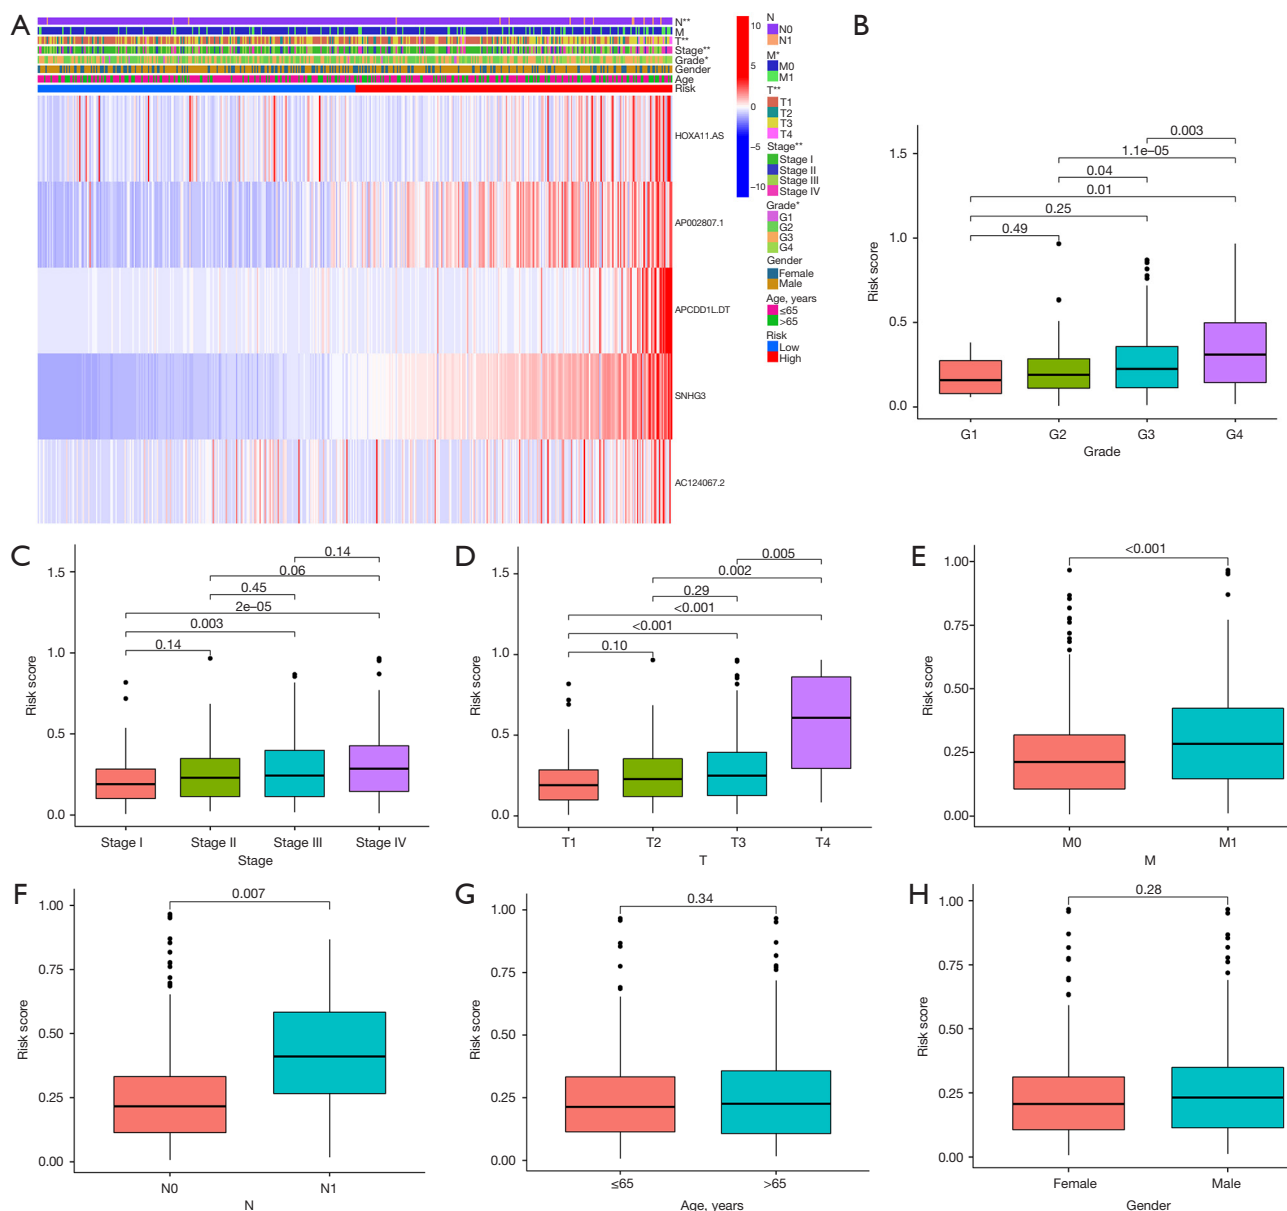 A
N**
M
T**
Stage**
Grade*
Gender
Age
Risk
HOXA11.AS
AP002807.1
APCDD1L.DT
SNHG3
AC124067.2
10
5
0
−5
−10
N
N0
N1
M*
M0
M1
T**
T1
T2
T3
T4
Stage**
Stage I
Stage II
Stage III
Stage IV
Grade*
G1
G2
G3
G4
Gender
Female
Male
Age, years
≤65
>65
Risk
Low
High
B
0.003
1.1e−05
0.04
0.01
0.25
0.49
1.5
1.0
0.5
0.0
Risk score
G1 G2 G3 G4
Grade
C
0.14
0.06
0.45
2e−05
0.003
0.14
1.5
1.0
0.5
0.0
Risk score
Stage I Stage II Stage III Stage IV
Stage
D
0.005
0.002
0.29
<0.001
<0.001
0.10
1.5
1.0
0.5
0.0
Risk score
T1 T2 T3 T4
T
E
<0.001
1.00
0.75
0.50
0.25
0.00
Risk score
M0 M1
M
F
0.007
1.00
0.75
0.50
0.25
0.00
Risk score
N0 N1
N
G
0.34
1.00
0.75
0.50
0.25
0.00
Risk score
≤65 >65
Age, years
H
0.28
1.00
0.75
0.50
0.25
0.00
Risk score
Female Male
Gender